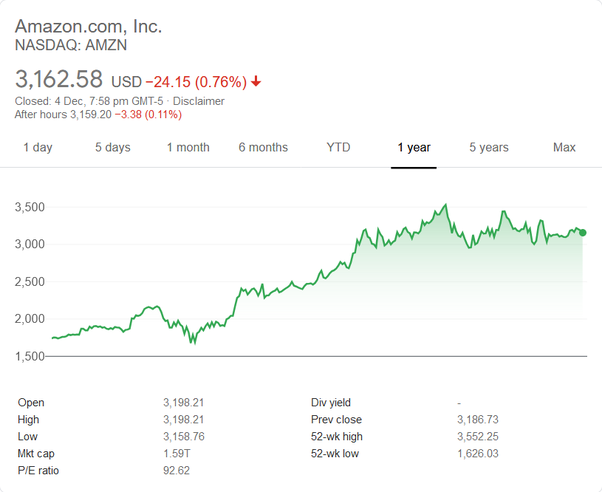 Amazon.com, Inc.
NASDAQ: AMZN
3,162.58 USD −24.15 (0.76%)
Closed: 4 Dec, 7:58 pm GMT-5 · Disclaimer
After hours 3,159.20 −3.38 (0.11%)
1 day 5 days 1 month 6 months YTD 1 year 5 years Max
3,500
3,000
2,500
2,000
1,500
Open 3,198.21 Div yield -
High 3,198.21 Prev close 3,186.73
Low 3,158.76 52-wk high 3,552.25
Mkt cap 1.59T 52-wk low 1,626.03
P/E ratio 92.62